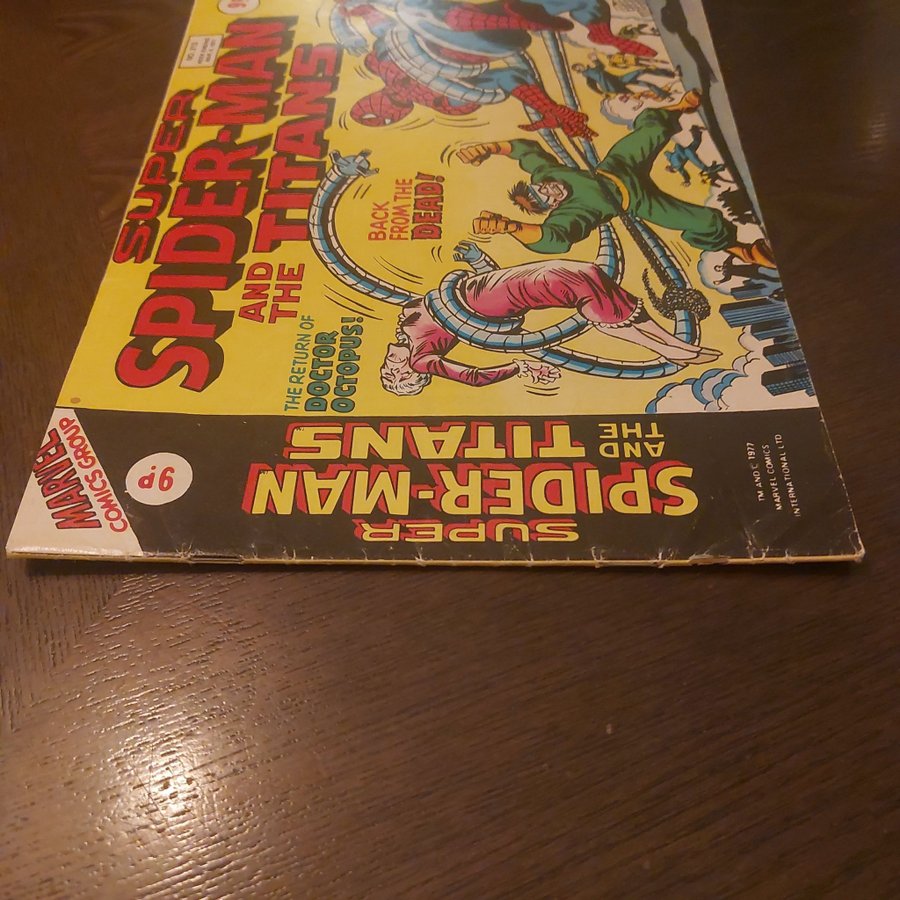 SUPER
SPIDER-MAN
AND
THE
TITANS
BACK
FROM THE
DEAD!
THE RETURN OF
DOCTOR
OCTOPUS!
MARVEL
COMICS GROUP
9p
SUPER
SPIDER-MAN
AND
THE
TITANS
TM AND © 1977
MARVEL COMICS
INTERNATIONAL LTD